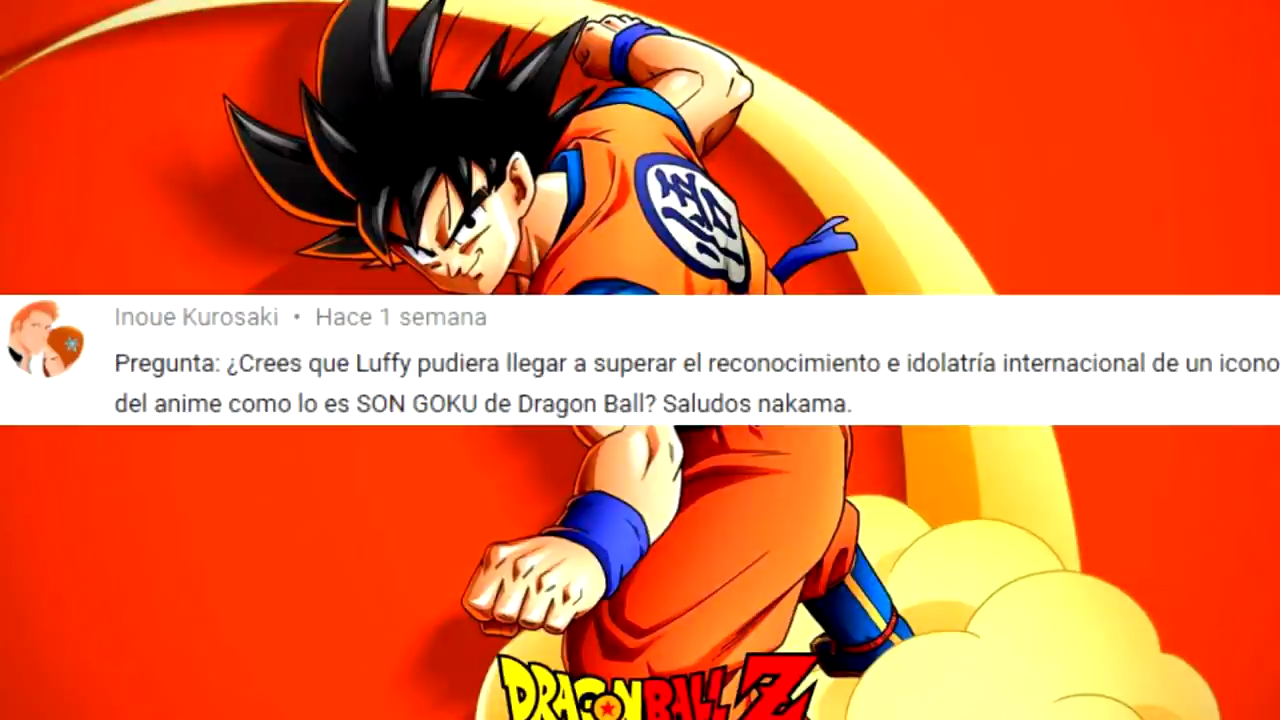 悟
Inoue Kurosaki • Hace 1 semana
Pregunta: ¿Crees que Luffy pudiera llegar a superar el reconocimiento e idolatría internacional de un icono
del anime como lo es SON GOKU de Dragon Ball? Saludos nakama.
DRAGON BALL Z